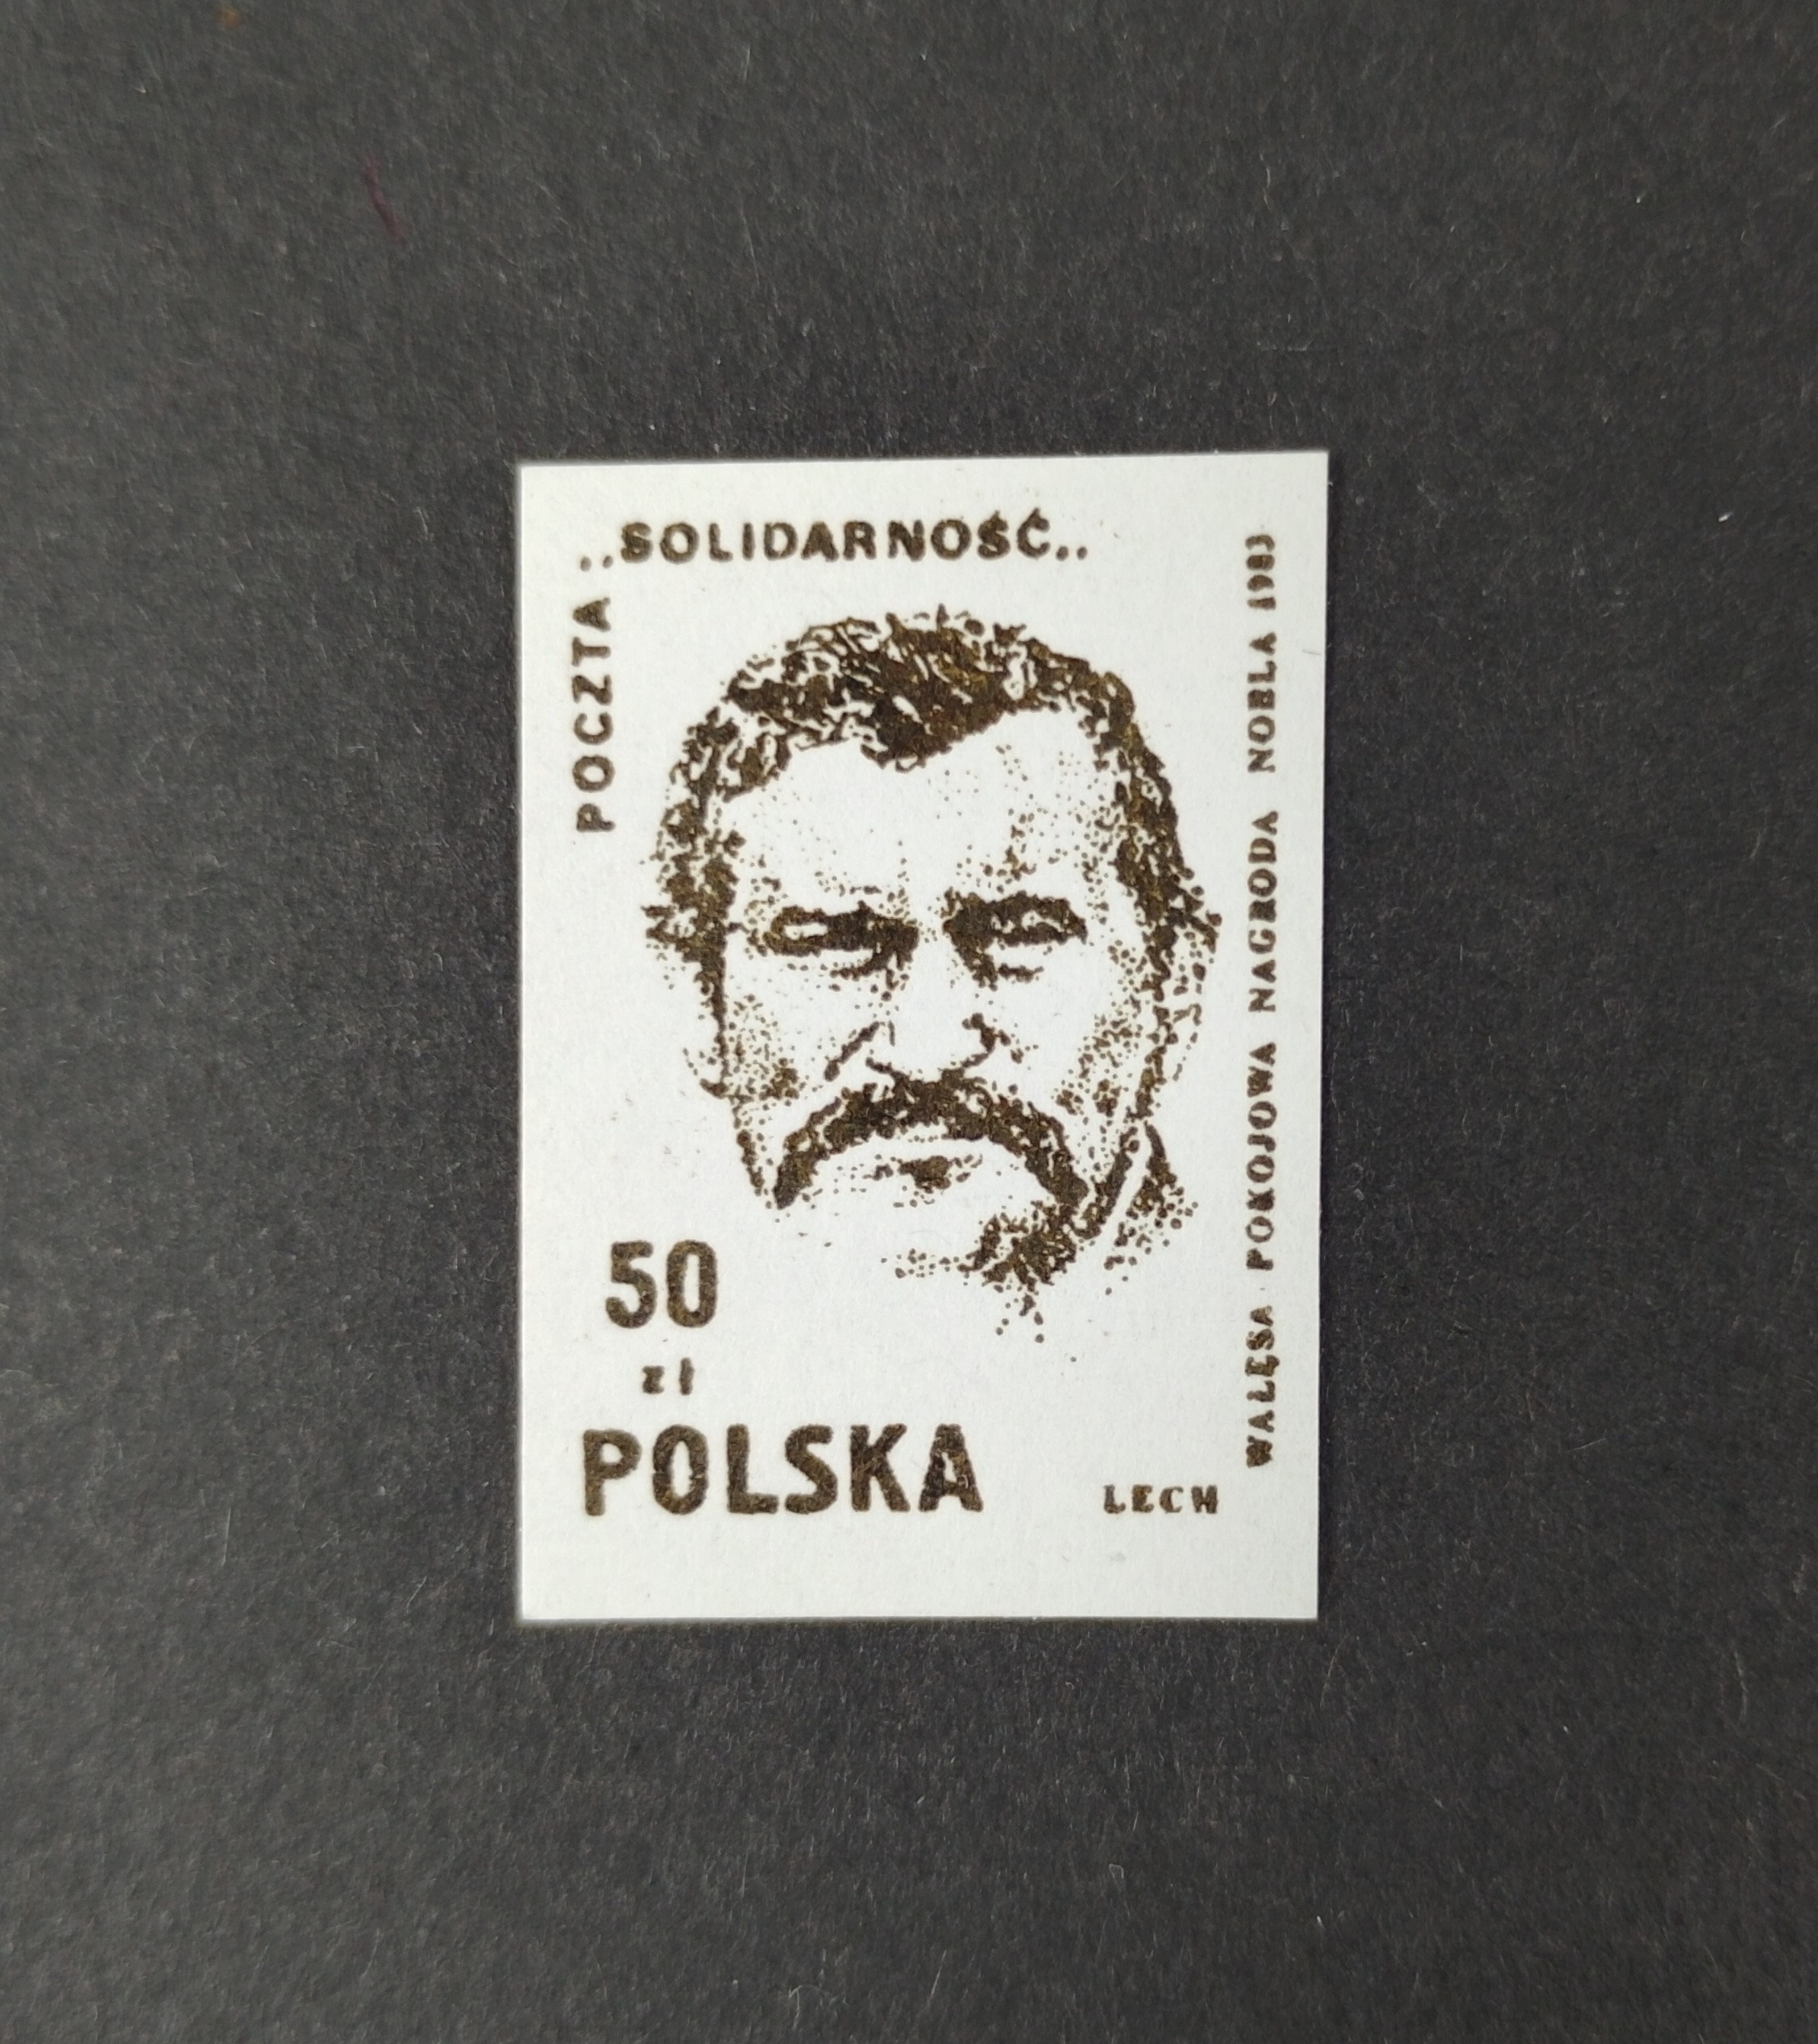 POCZTA
..SOLIDARNOŚĆ..
50
zł
POLSKA
LECH
WAŁĘSA POKOJOWA NAGRODA NOBLA 1983